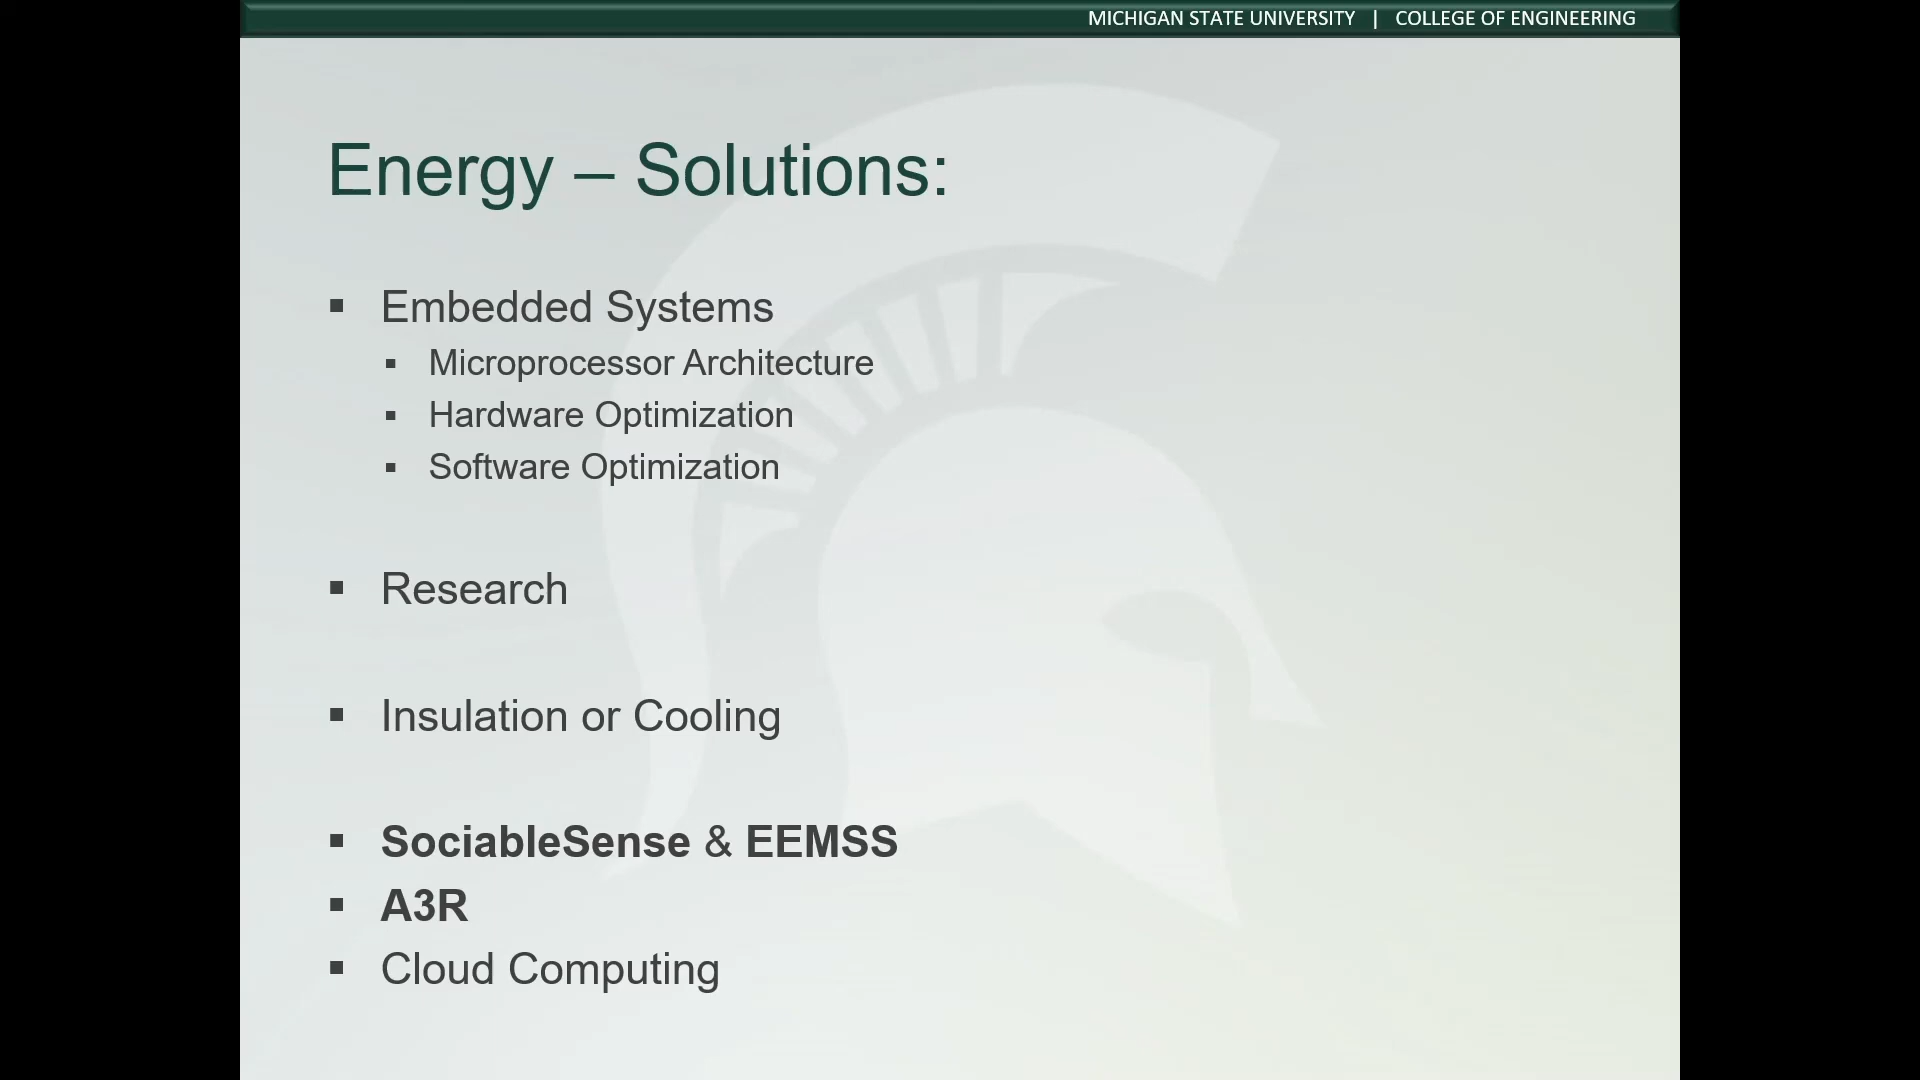 MICHIGAN STATE UNIVERSITY | COLLEGE OF ENGINEERING
Energy – Solutions:
▪ Embedded Systems
▪ Microprocessor Architecture
▪ Hardware Optimization
▪ Software Optimization
▪ Research
▪ Insulation or Cooling
▪ SociableSense & EEMSS
▪ A3R
▪ Cloud Computing